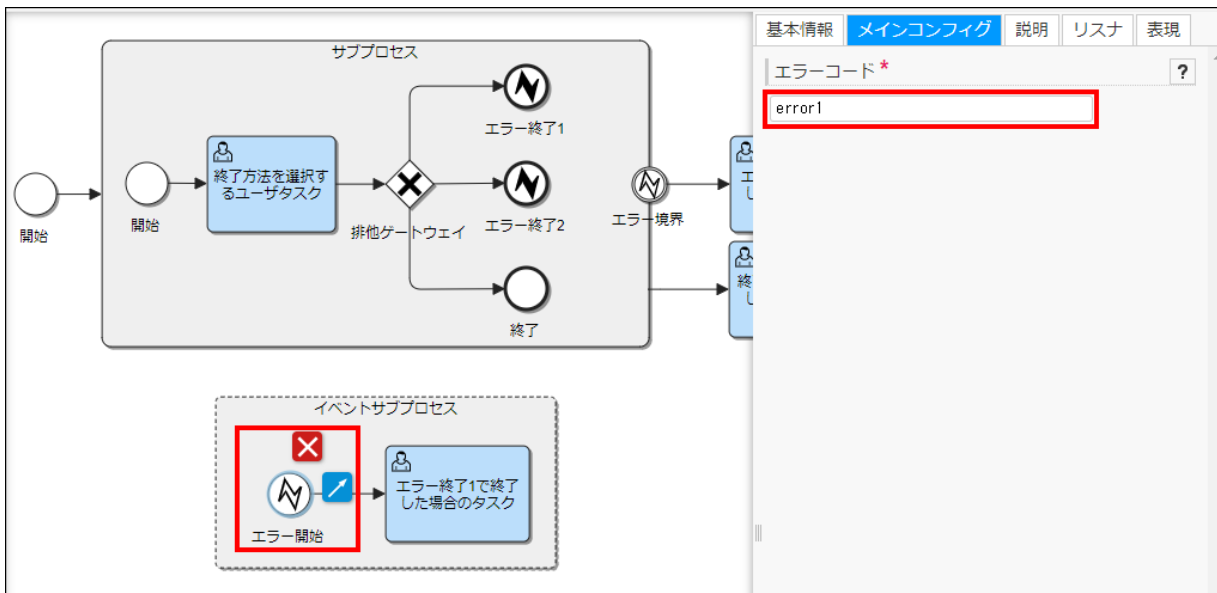 基本情報
メインコンフィグ
説明
リスナ
表現
エラーコード*
?
error1
サブプロセス
開始
開始
終了方法を選択す
るユーザタスク
排他ゲートウェイ
エラー終了1
エラー終了2
終了
エラー境界
エ
し
終
し
イベントサブプロセス
エラー開始
エラー終了1で終了
した場合のタスク